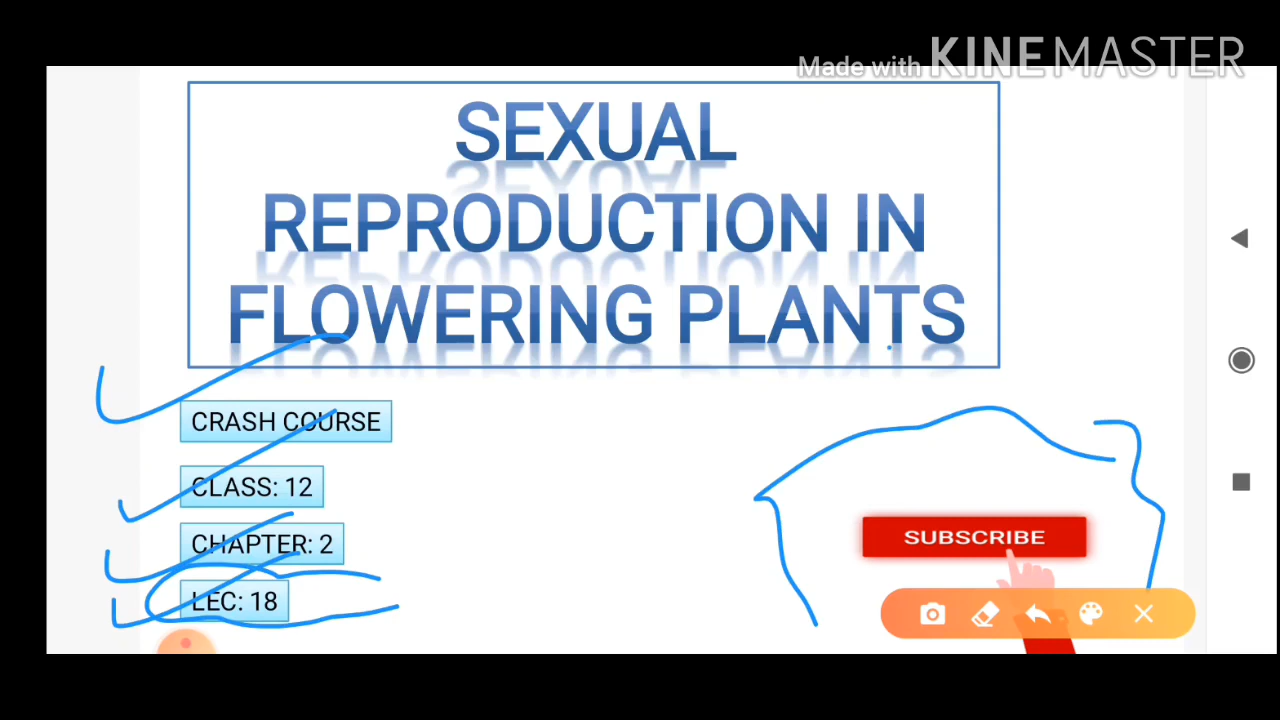 Made with KINEMASTER
SEXUAL
REPRODUCTION IN
FLOWERING PLANTS
CRASH COURSE
CLASS: 12
CHAPTER: 2
LEC: 18
SUBSCRIBE